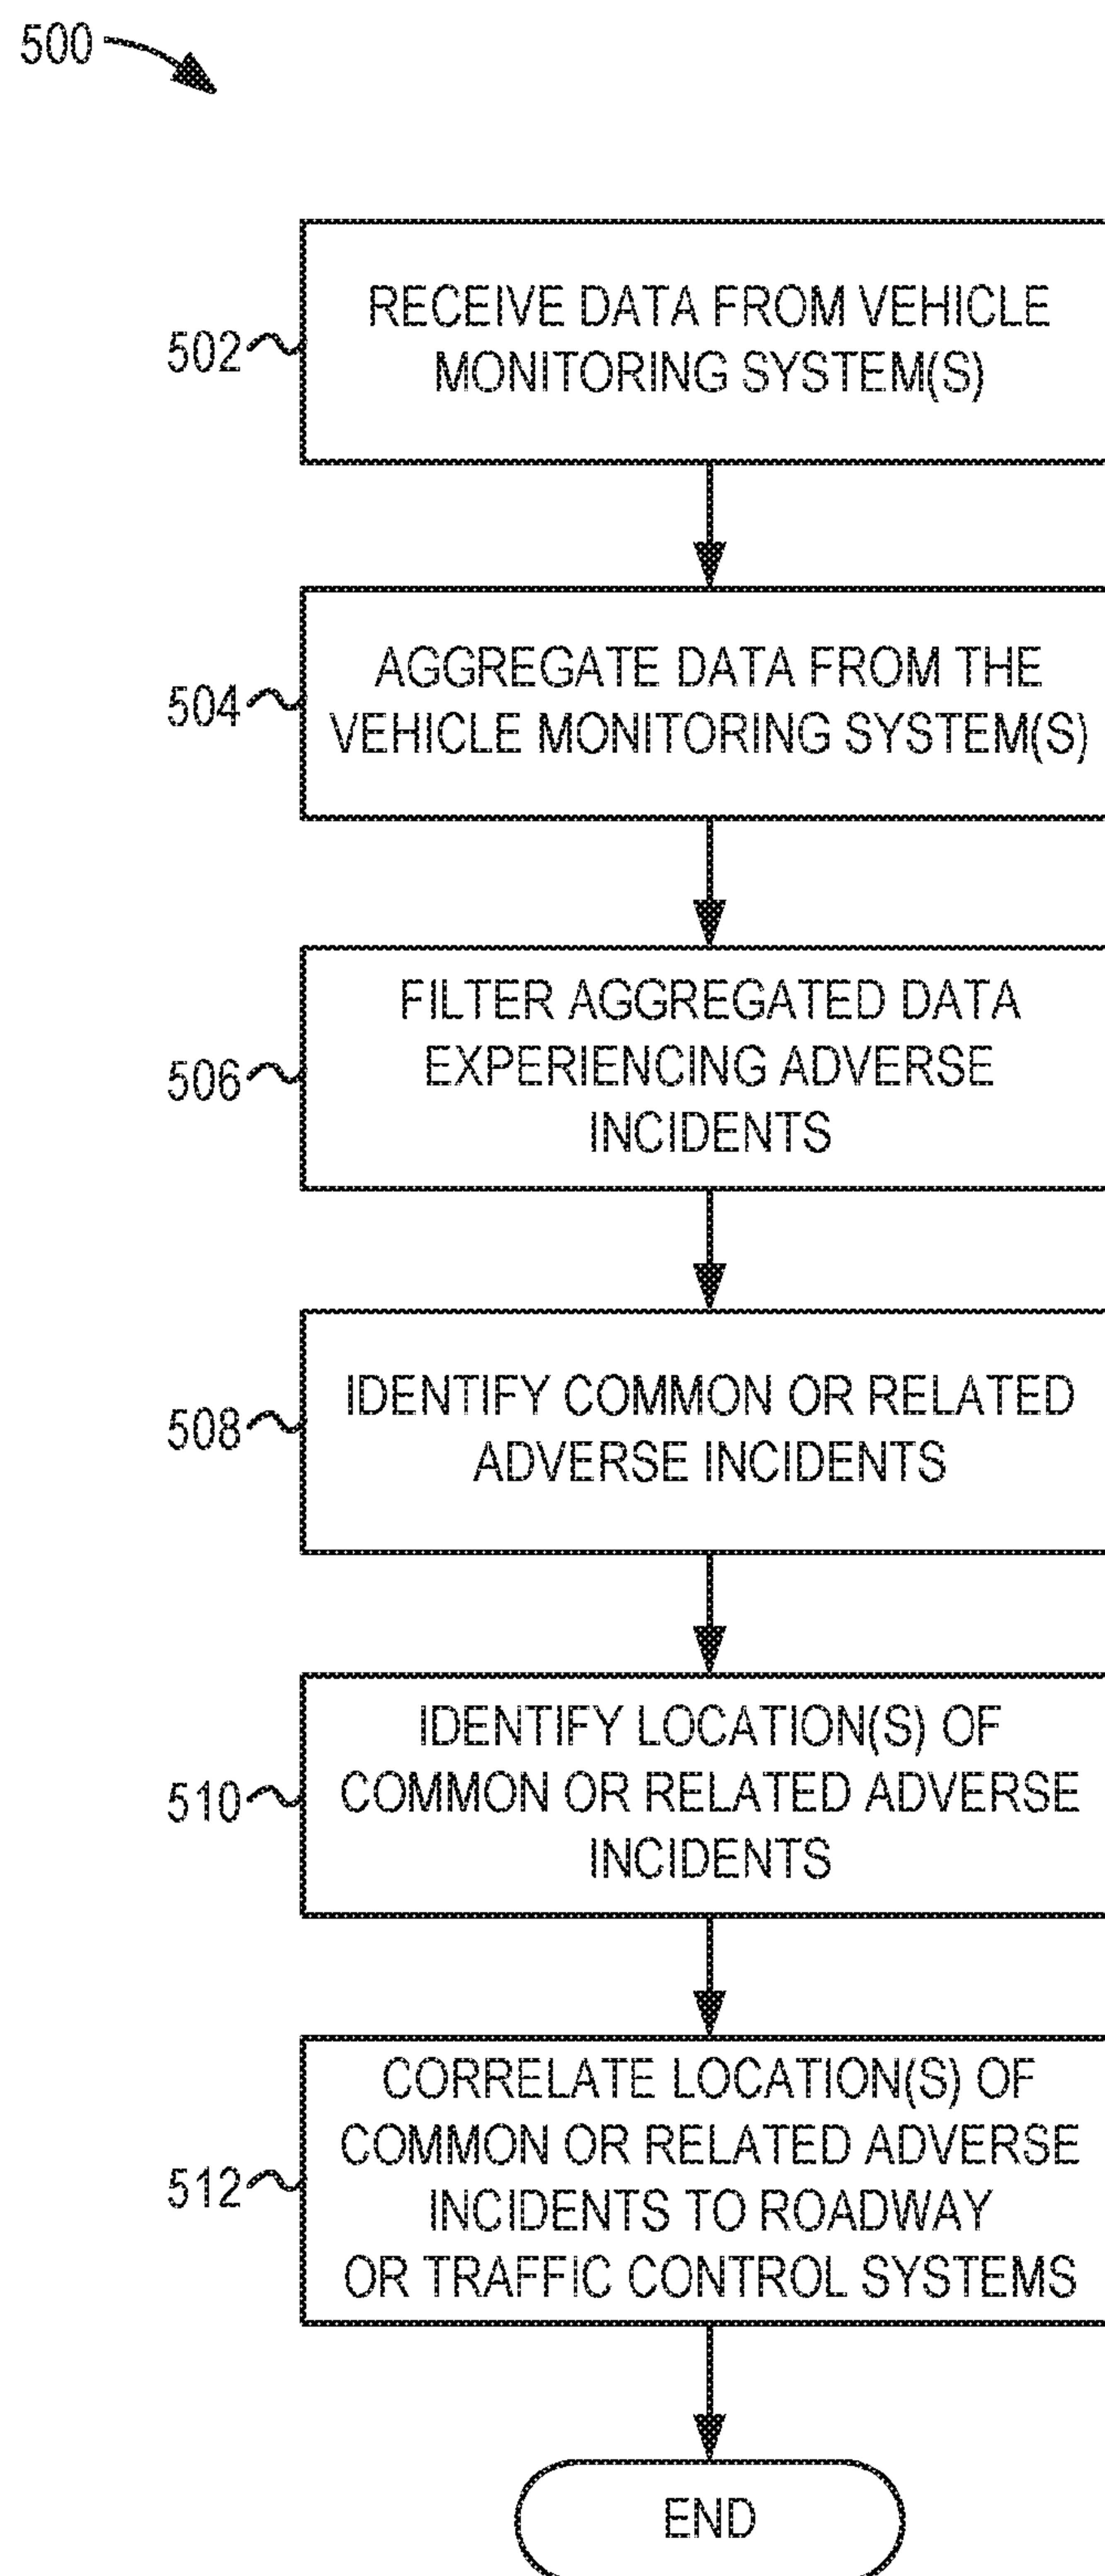 500
502
RECEIVE DATA FROM VEHICLE
MONITORING SYSTEM(S)
504
AGGREGATE DATA FROM THE
VEHICLE MONITORING SYSTEM(S)
506
FILTER AGGREGATED DATA
EXPERIENCING ADVERSE
INCIDENTS
508
IDENTIFY COMMON OR RELATED
ADVERSE INCIDENTS
510
IDENTIFY LOCATION(S) OF
COMMON OR RELATED ADVERSE
INCIDENTS
512
CORRELATE LOCATION(S) OF
COMMON OR RELATED ADVERSE
INCIDENTS TO ROADWAY
OR TRAFFIC CONTROL SYSTEMS
END